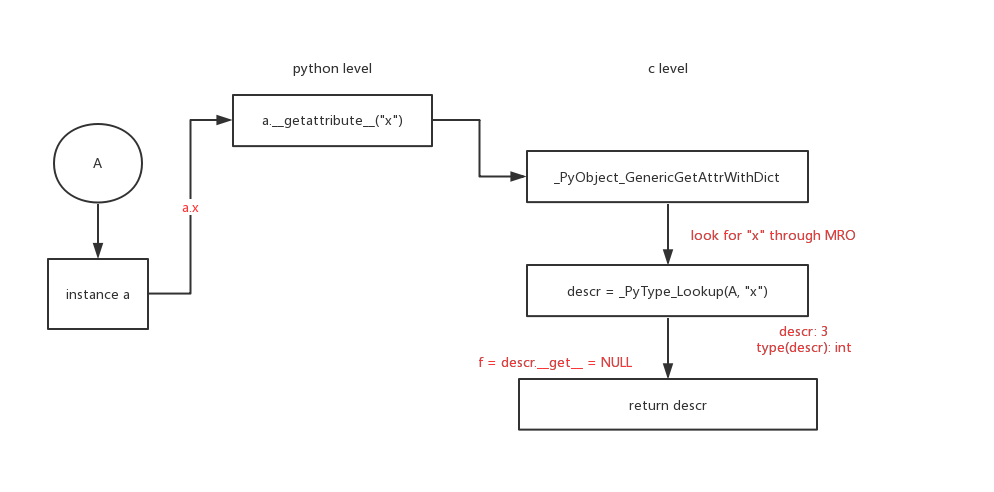 python level
c level
a.__getattribute__("x")
A
_PyObject_GenericGetAttrWithDict
a.x
look for "x" through MRO
instance a
descr = _PyType_Lookup(A, "x")
descr: 3
type(descr): int
f = descr.__get__ = NULL
return descr